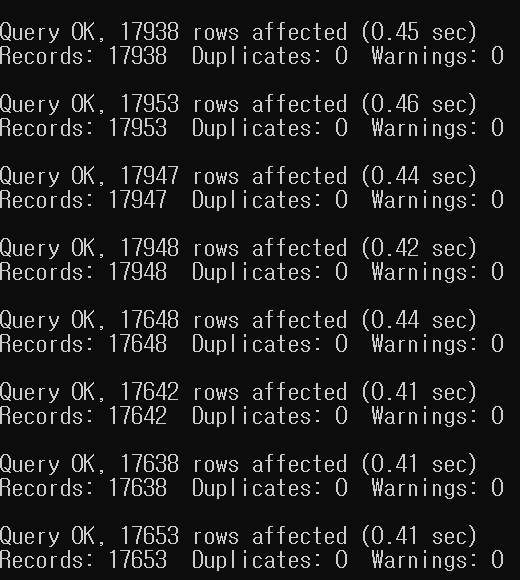 Query OK, 17938 rows affected (0.45 sec)
Records: 17938  Duplicates: 0  Warnings: 0
Query OK, 17953 rows affected (0.46 sec)
Records: 17953  Duplicates: 0  Warnings: 0
Query OK, 17947 rows affected (0.44 sec)
Records: 17947  Duplicates: 0  Warnings: 0
Query OK, 17948 rows affected (0.42 sec)
Records: 17948  Duplicates: 0  Warnings: 0
Query OK, 17648 rows affected (0.44 sec)
Records: 17648  Duplicates: 0  Warnings: 0
Query OK, 17642 rows affected (0.41 sec)
Records: 17642  Duplicates: 0  Warnings: 0
Query OK, 17638 rows affected (0.41 sec)
Records: 17638  Duplicates: 0  Warnings: 0
Query OK, 17653 rows affected (0.41 sec)
Records: 17653  Duplicates: 0  Warnings: 0